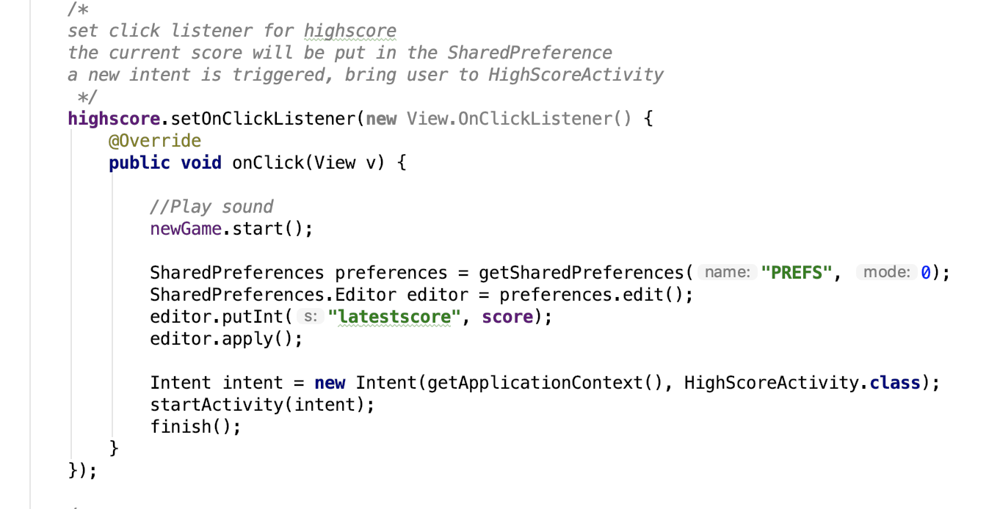 /*
set click listener for highscore
the current score will be put in the SharedPreference
a new intent is triggered, bring user to HighScoreActivity
*/
highscore.setOnClickListener(new View.OnClickListener() {
@Override
public void onClick(View v) {
//Play sound
newGame.start();
SharedPreferences preferences = getSharedPreferences( name: "PREFS", mode: 0);
SharedPreferences.Editor editor = preferences.edit();
editor.putInt( s: "latestscore", score);
editor.apply();
Intent intent = new Intent(getApplicationContext(), HighScoreActivity.class);
startActivity(intent);
finish();
}
});